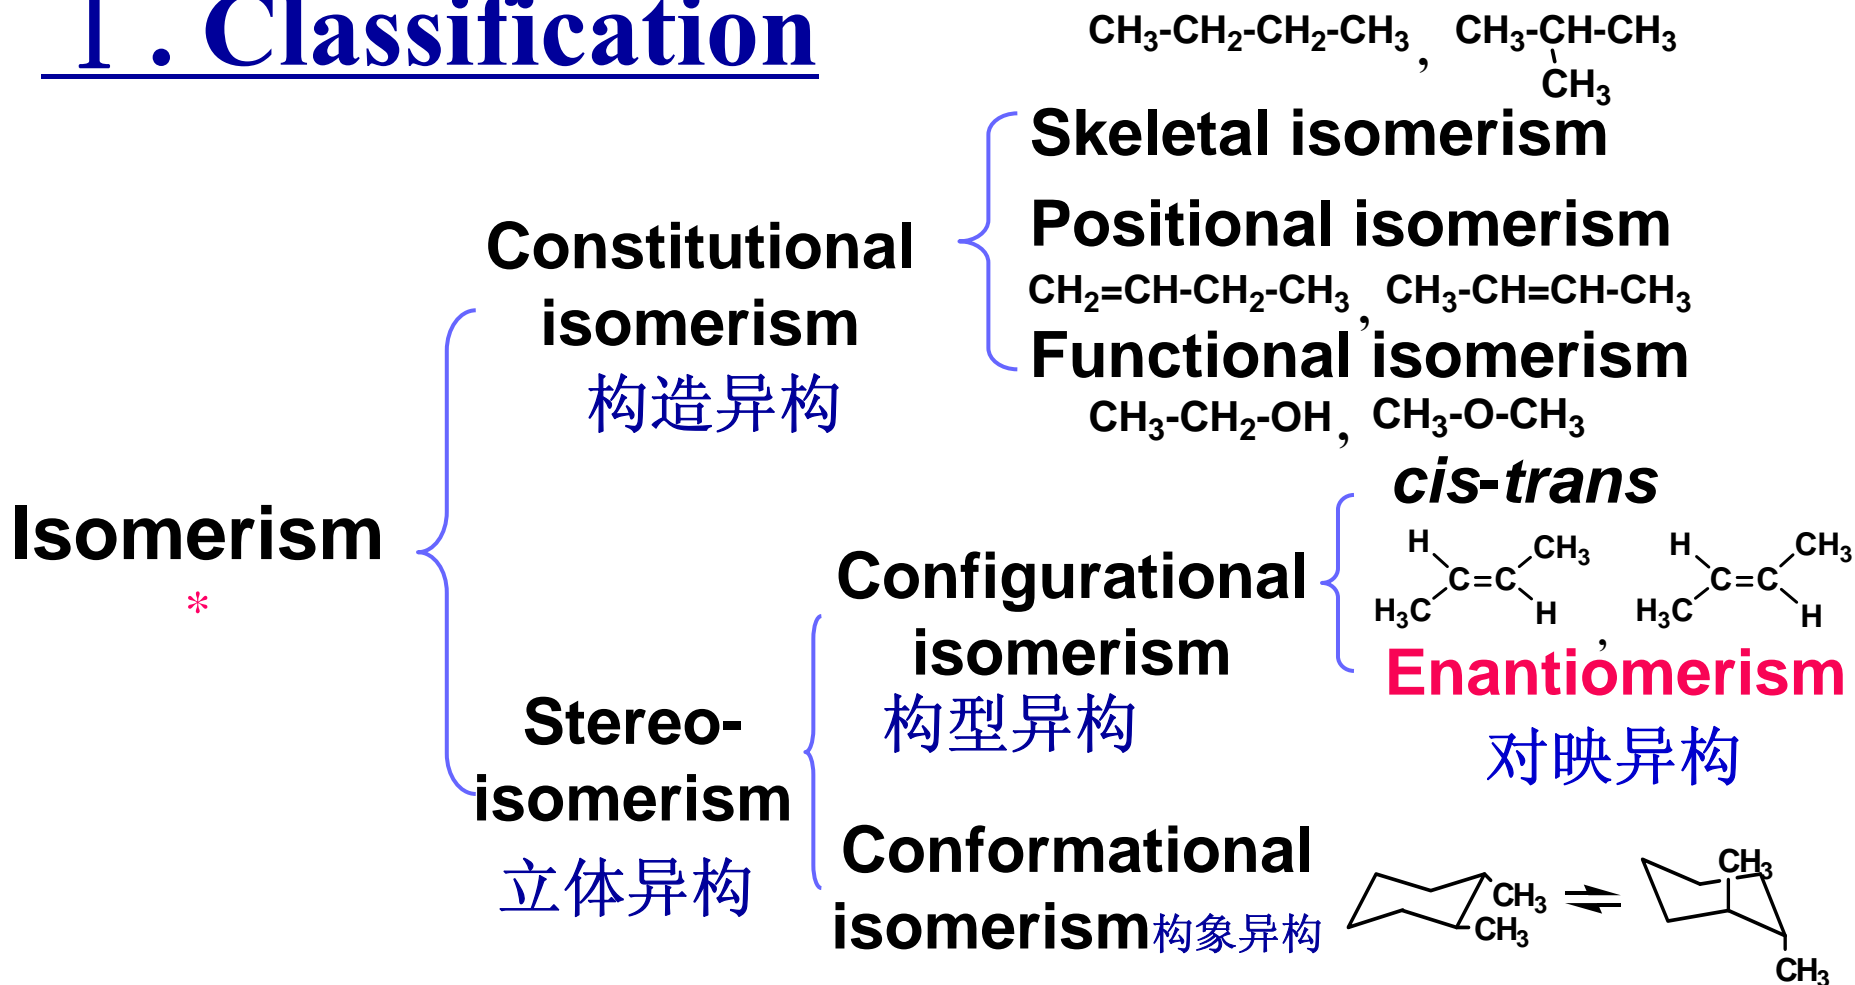 Ⅰ. Classification
CH₃-CH₂-CH₂-CH₃, CH₃-CH-CH₃
CH₃
Skeletal isomerism
Positional isomerism
CH₂=CH-CH₂-CH₃, CH₃-CH=CH-CH₃
Functional isomerism
CH₃-CH₂-OH, CH₃-O-CH₃
Constitutional
isomerism
构造异构
Isomerism
*
cis-trans
H CH₃ H CH₃
C=C C=C
H₃C H , H₃C H
Configurational
isomerism
构型异构
Enantiomerism
对映异构
Stereo-
isomerism
立体异构
Conformational
isomerism构象异构
CH₃
CH₃
CH₃
CH₃